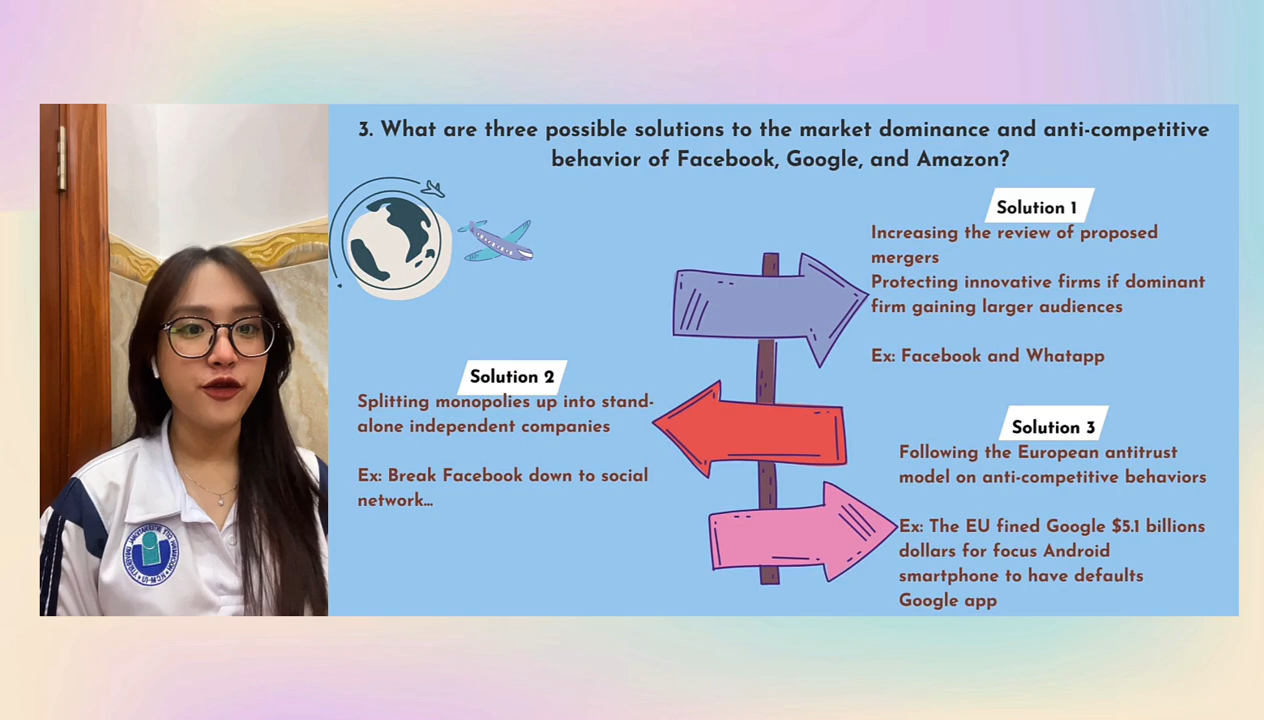 3. What are three possible solutions to the market dominance and anti-competitive
behavior of Facebook, Google, and Amazon?
Solution 1
Increasing the review of proposed
mergers
Protecting innovative firms if dominant
firm gaining larger audiences
Ex: Facebook and Whatapp
Solution 2
Splitting monopolies up into stand-
alone independent companies
Ex: Break Facebook down to social
network...
Solution 3
Following the European antitrust
model on anti-competitive behaviors
Ex: The EU fined Google $5.1 billions
dollars for focus Android
smartphone to have defaults
Google app